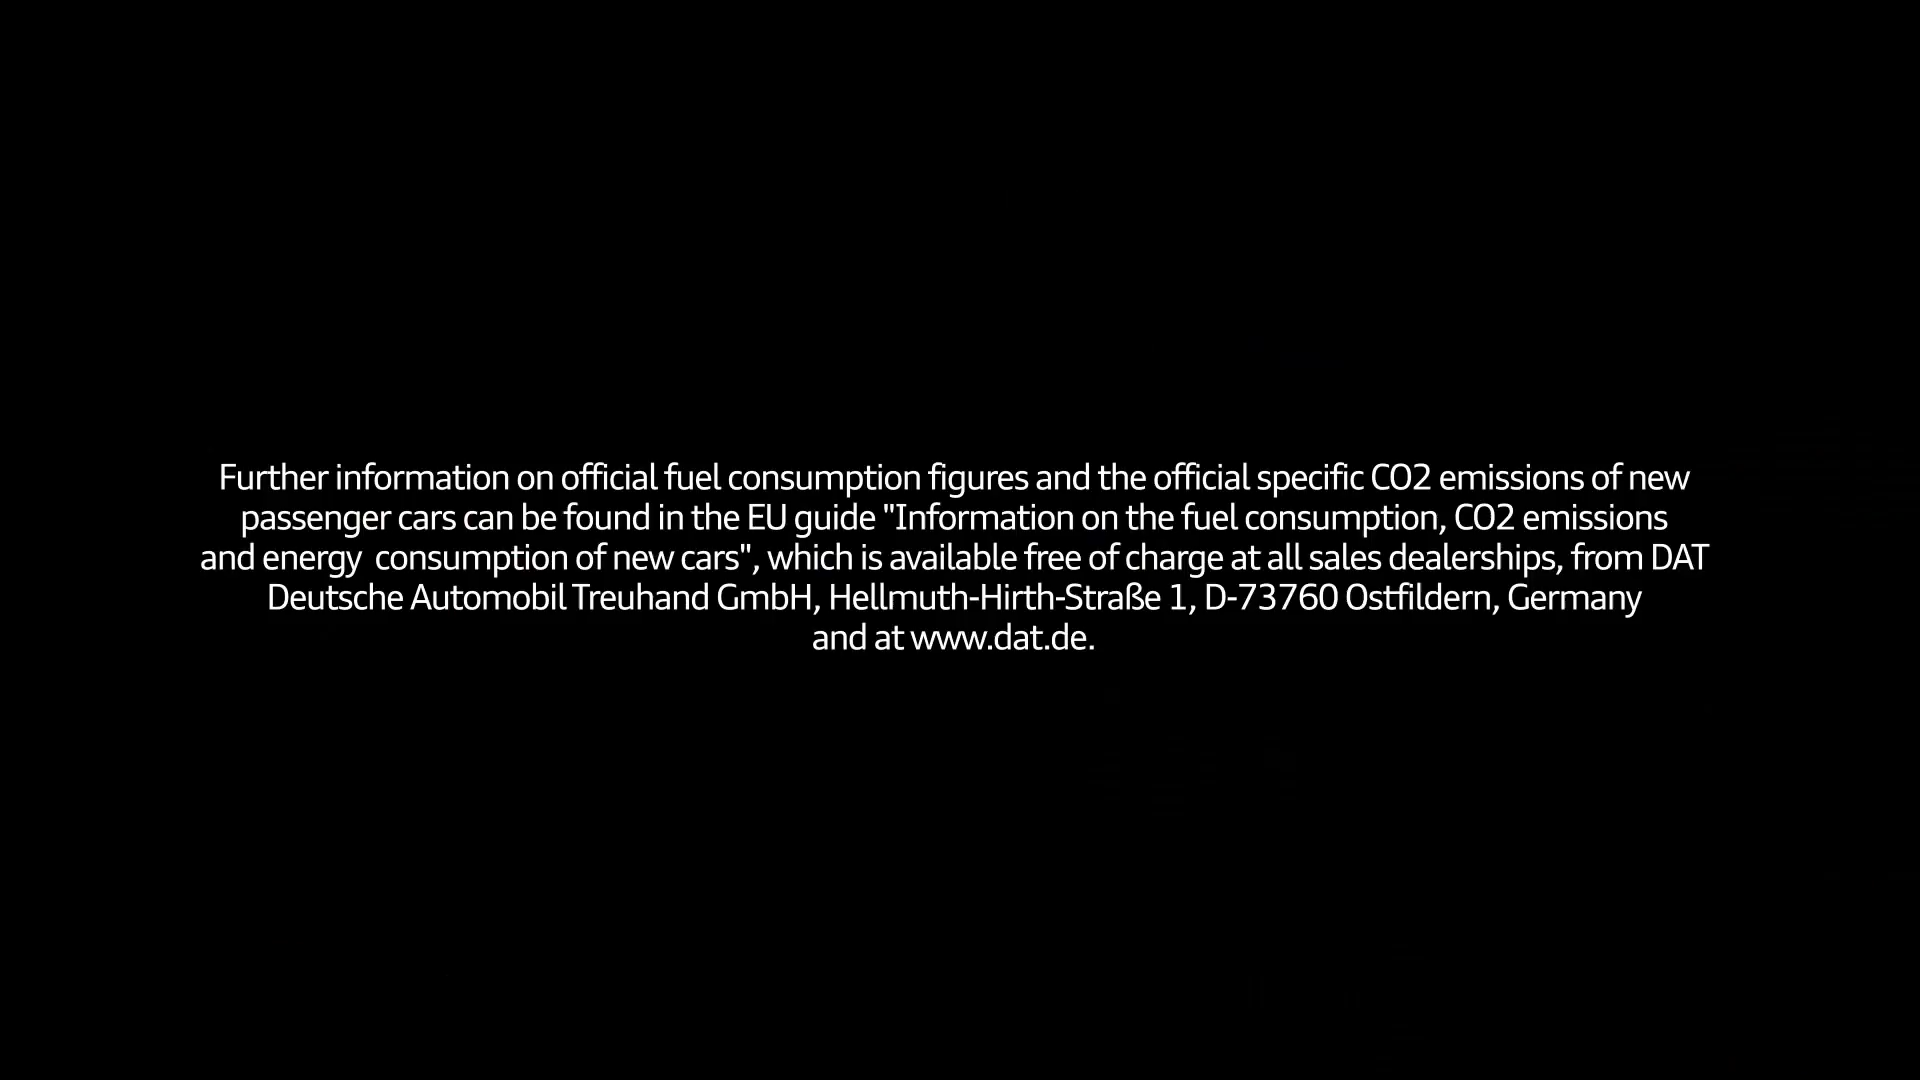 Further information on official fuel consumption figures and the official specific CO2 emissions of new
passenger cars can be found in the EU guide "Information on the fuel consumption, CO2 emissions
and energy  consumption of new cars", which is available free of charge at all sales dealerships, from DAT
Deutsche Automobil Treuhand GmbH, Hellmuth-Hirth-Straße 1, D-73760 Ostfildern, Germany
and at www.dat.de.